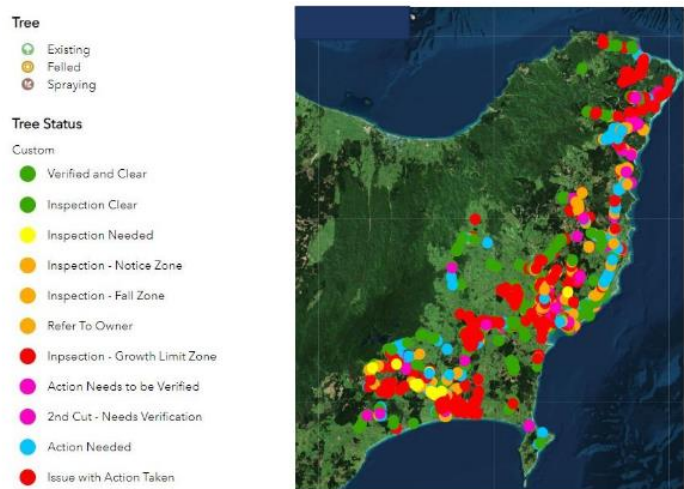 Tree
Existing
Felled
Spraying
Tree Status
Custom
Verified and Clear
Inspection Clear
Inspection Needed
Inspection - Notice Zone
Inspection - Fall Zone
Refer To Owner
Inpsection - Growth Limit Zone
Action Needs to be Verified
2nd Cut - Needs Verification
Action Needed
Issue with Action Taken